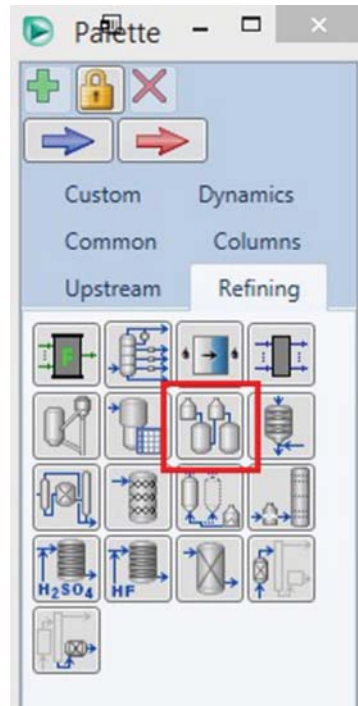 Palette
Custom Dynamics
Common Columns
Upstream Refining
F
H₂SO₄ HF